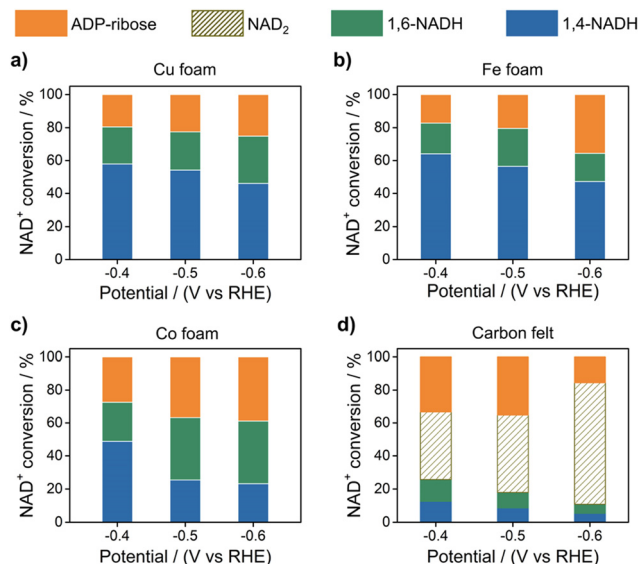 ADP-ribose NAD₂ 1,6-NADH 1,4-NADH
a) Cu foam
NAD⁺ conversion / %
100
80
60
40
20
0
-0.4 -0.5 -0.6
Potential / (V vs RHE)
b) Fe foam
NAD⁺ conversion / %
100
80
60
40
20
0
-0.4 -0.5 -0.6
Potential / (V vs RHE)
c) Co foam
NAD⁺ conversion / %
100
80
60
40
20
0
-0.4 -0.5 -0.6
Potential / (V vs RHE)
d) Carbon felt
NAD⁺ conversion / %
100
80
60
40
20
0
-0.4 -0.5 -0.6
Potential / (V vs RHE)